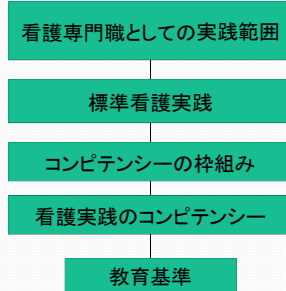 看護専門職としての実践範囲
標準看護実践
コンピテンシーの枠組み
看護実践のコンピテンシー
教育基準